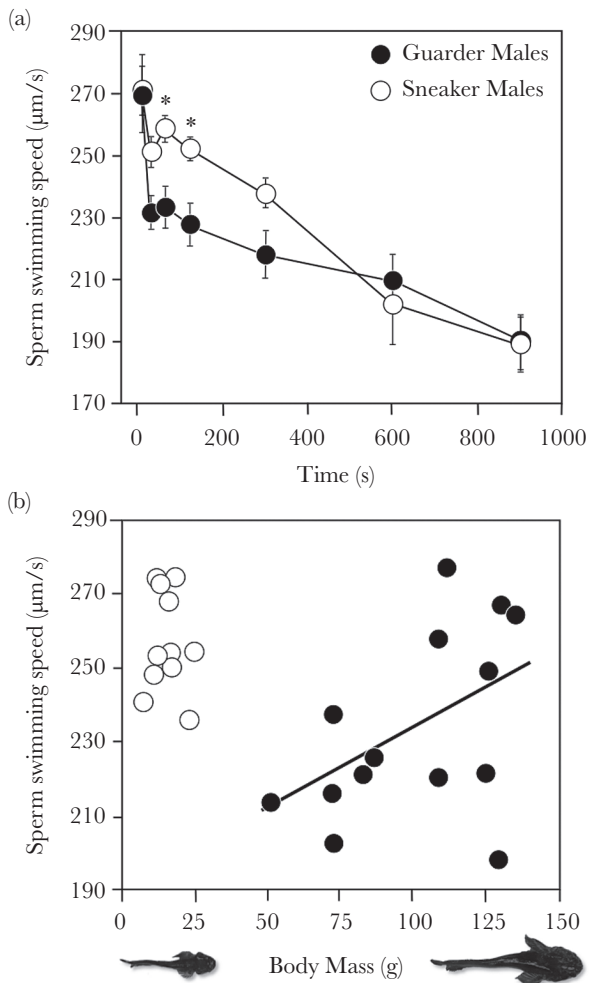 (a)
290
270
250
230
210
190
170
Sperm swimming speed (μm/s)
Guarder Males
Sneaker Males
*
*
0 200 400 600 800 1000
Time (s)
(b)
290
270
250
230
210
190
Sperm swimming speed (μm/s)
0 25 50 75 100 125 150
Body Mass (g)